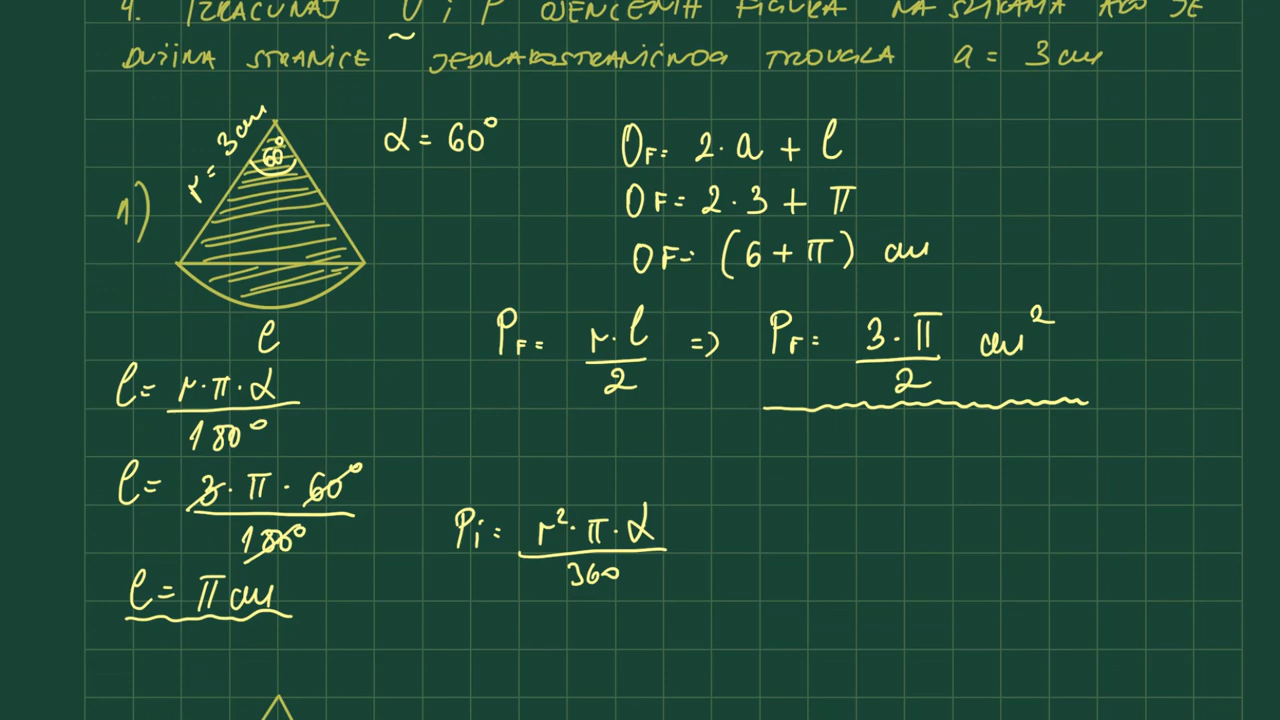 4. IZRAČUNAJ O i P OSENČENIH FIGURA NA SLIKAMA AKO JE
DUŽINA STRANICE JEDNAKOSTRANIČNOG TROUGLA a = 3 cm
1)
r = 3 cm
60°
α = 60°
l
l = r · π · α / 180°
l = 3 · π · 60° / 180°
l = π cm
OF = 2 · a + l
OF = 2 · 3 + π
OF = (6 + π) cm
PF = r · l / 2 => PF = 3 · π / 2 cm²
Pi = r² · π · α / 360